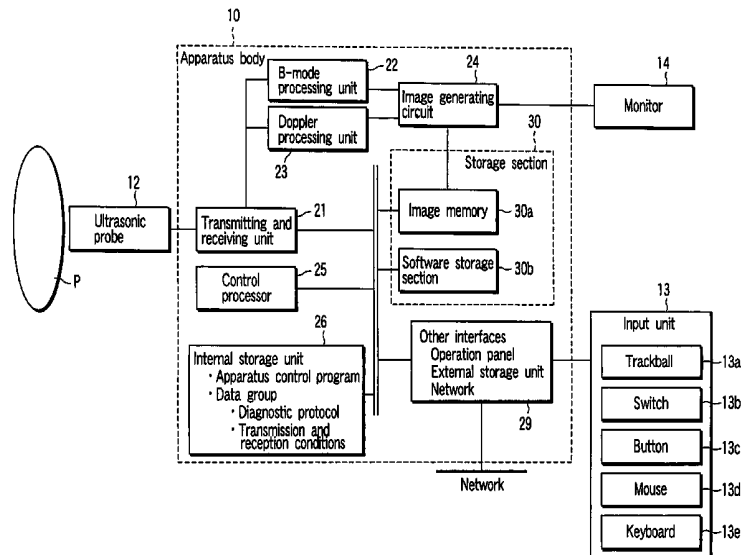 10
Apparatus body
22
B-mode
processing unit
24
Image generating
circuit
14
Monitor
Doppler
processing unit
23
30
Storage section
12
Ultrasonic
probe
21
Transmitting and
receiving unit
Image memory
30a
P
25
Control
processor
Software storage
section
30b
26
Internal storage unit
・Apparatus control program
・Data group
・Diagnostic protocol
・Transmission and
reception conditions
Other interfaces
Operation panel
External storage unit
Network
29
Network
13
Input unit
Trackball
13a
Switch
13b
Button
13c
Mouse
13d
Keyboard
13e